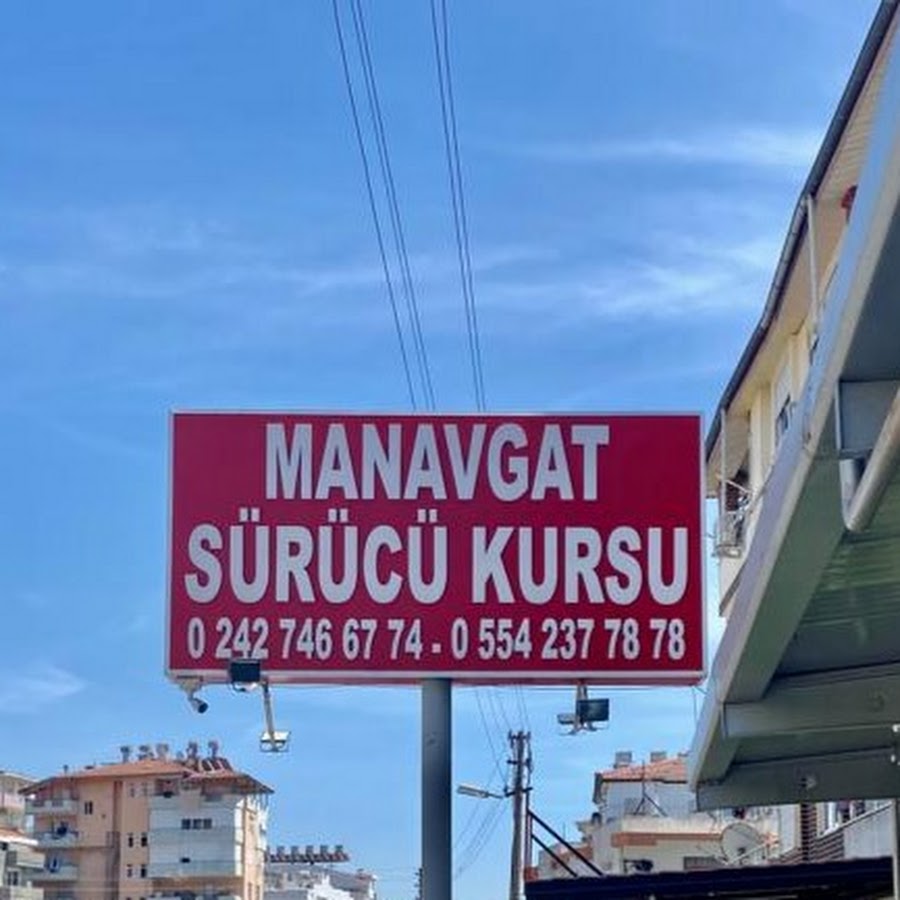 MANAVGAT
SÜRÜCÜ KURSU
0 242 746 67 74 - 0 554 237 78 78